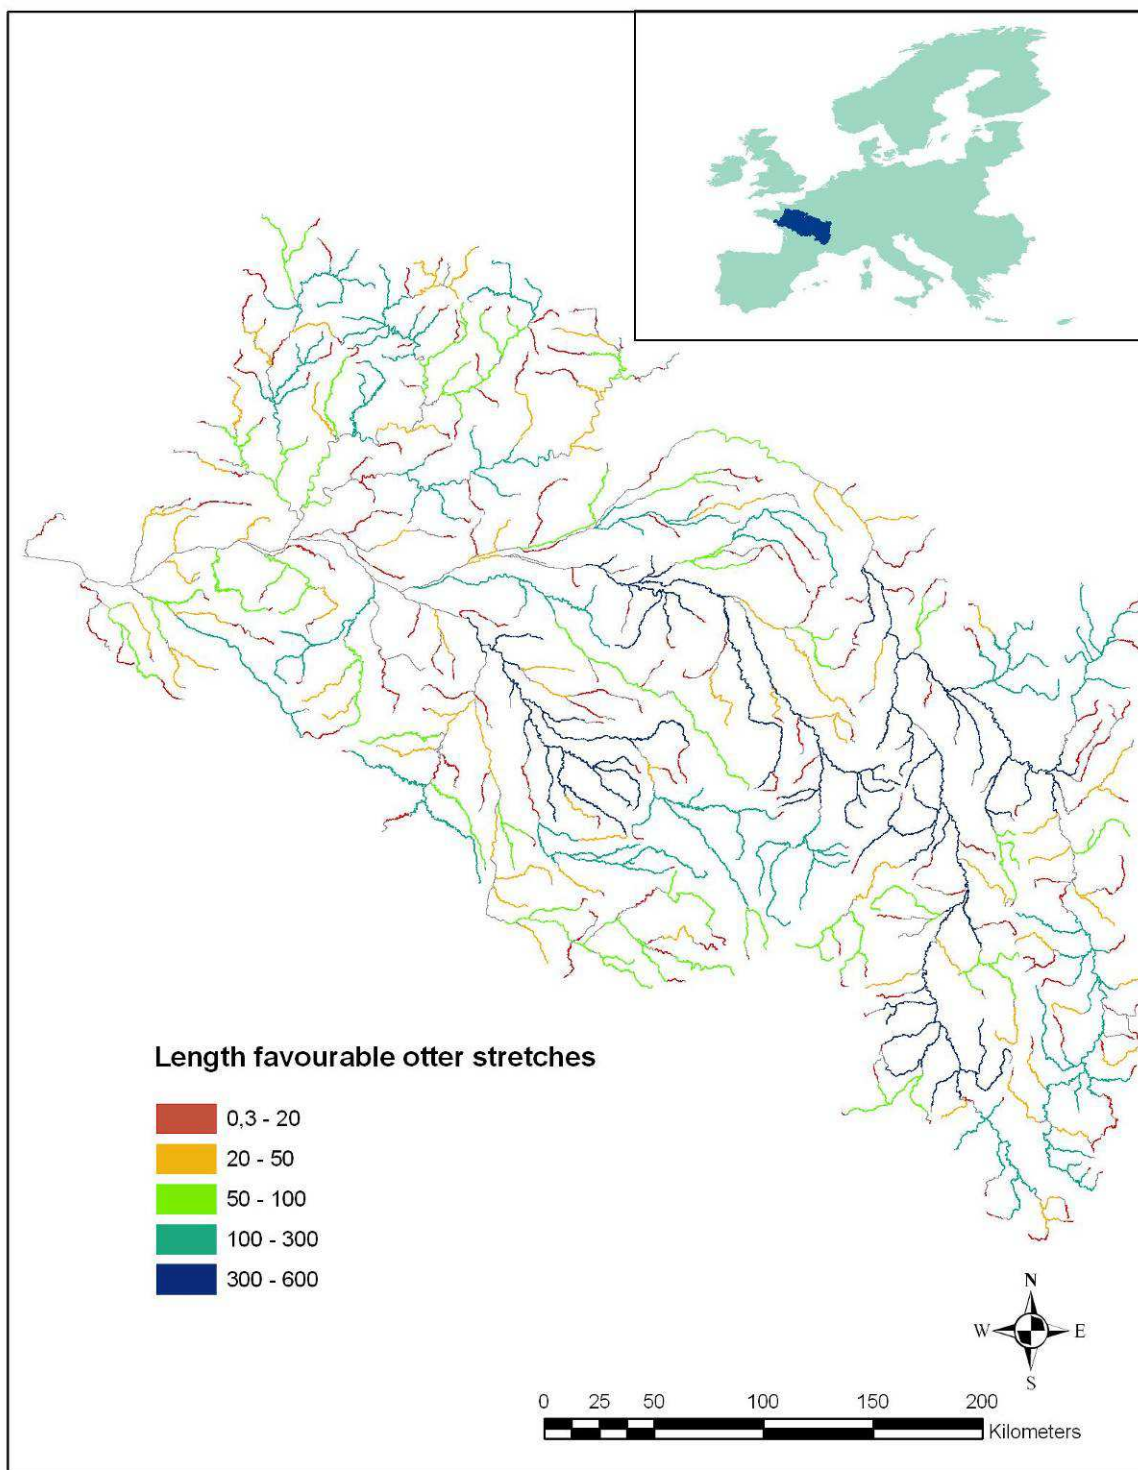 Length favourable otter stretches
0,3 - 20
20 - 50
50 - 100
100 - 300
300 - 600
N
W E
S
0 25 50 100 150 200
Kilometers